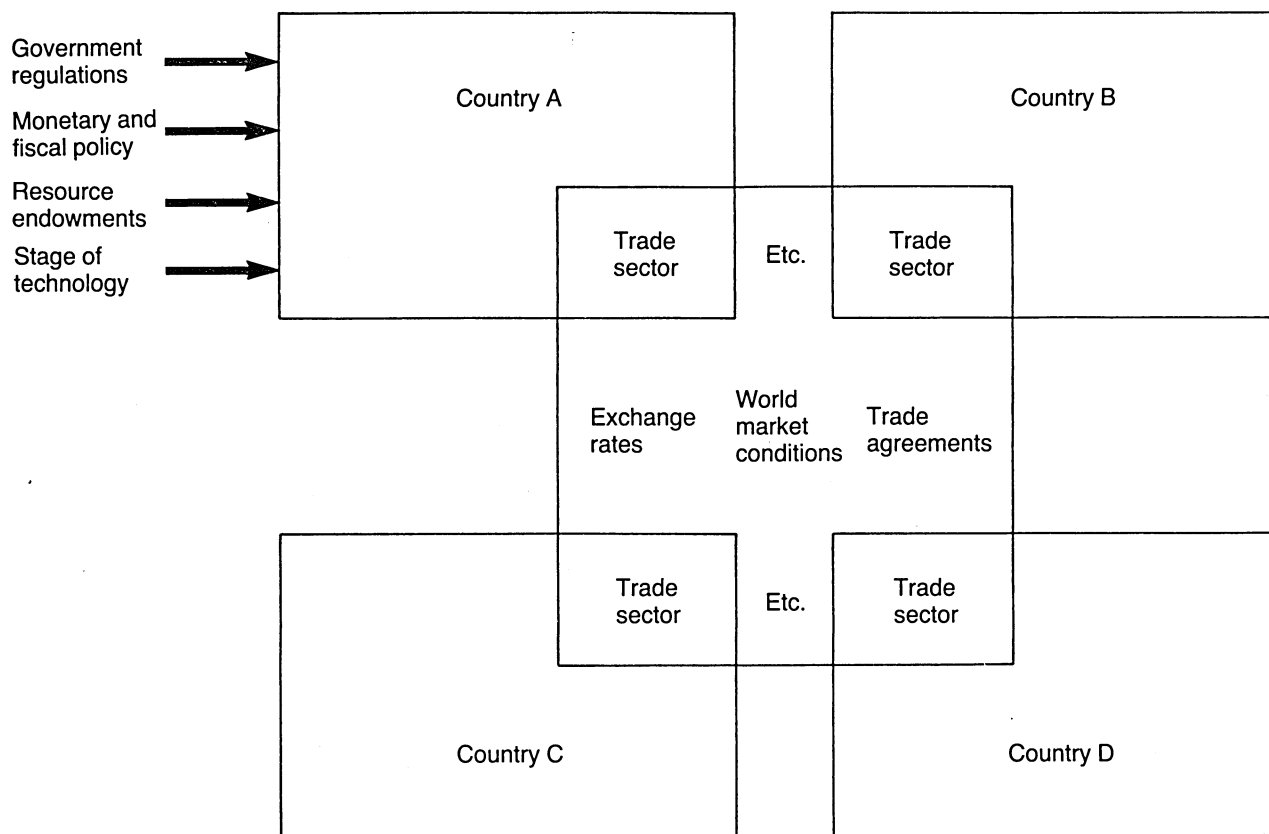 Government
regulations
Monetary and
fiscal policy
Resource
endowments
Stage of
technology
Country A
Country B
Trade
sector
Etc.
Trade
sector
Exchange
rates
World
market
conditions
Trade
agreements
Trade
sector
Etc.
Trade
sector
Country C
Country D